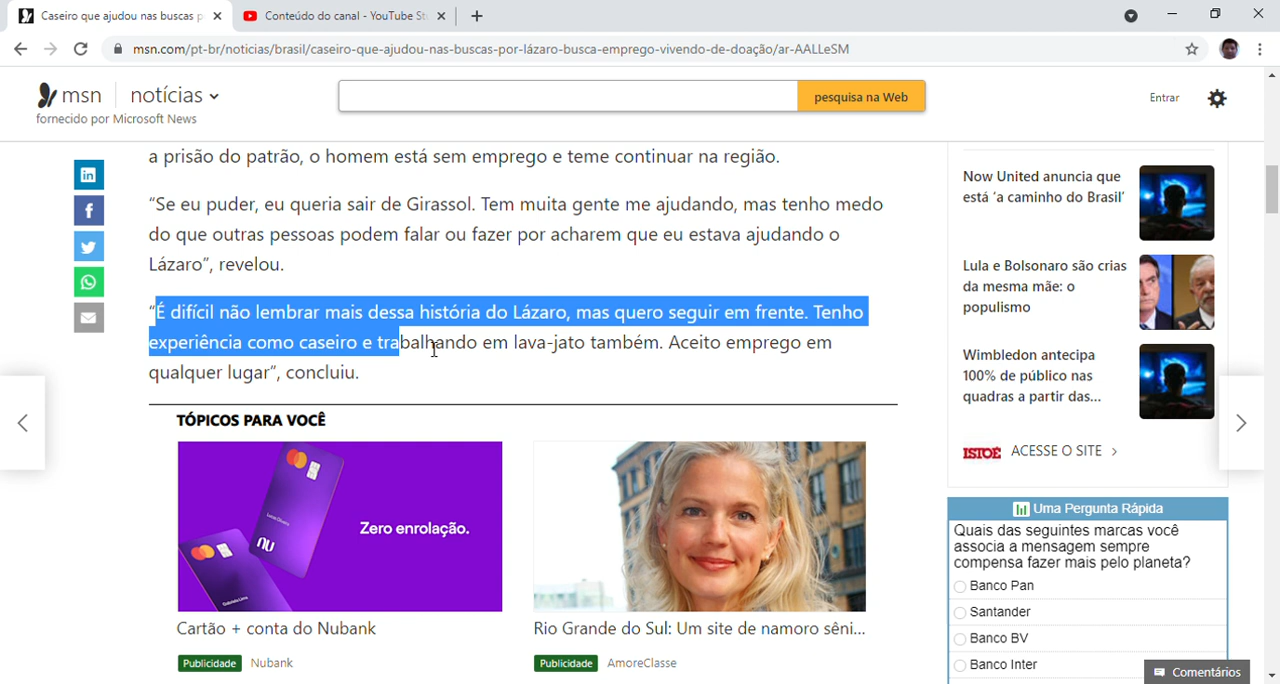 Caseiro que ajudou nas buscas p
Conteúdo do canal - YouTube St
msn.com/pt-br/noticias/brasil/caseiro-que-ajudou-nas-buscas-por-lázaro-busca-emprego-vivendo-de-doação/ar-AALLeSM
msn
notícias
pesquisa na Web
Entrar
fornecido por Microsoft News
a prisão do patrão, o homem está sem emprego e teme continuar na região.
“Se eu puder, eu queria sair de Girassol. Tem muita gente me ajudando, mas tenho medo
do que outras pessoas podem falar ou fazer por acharem que eu estava ajudando o
Lázaro”, revelou.
“É difícil não lembrar mais dessa história do Lázaro, mas quero seguir em frente. Tenho
experiência como caseiro e trabalhando em lava-jato também. Aceito emprego em
qualquer lugar”, concluiu.
TÓPICOS PARA VOCÊ
Zero enrolação.
nu
Cartão + conta do Nubank
Publicidade Nubank
Rio Grande do Sul: Um site de namoro sêni...
Publicidade AmoreClasse
Now United anuncia que
está ‘a caminho do Brasil’
Lula e Bolsonaro são crias
da mesma mãe: o
populismo
Wimbledon antecipa
100% de público nas
quadras a partir das...
ISTOÉ ACESSE O SITE
Uma Pergunta Rápida
Quais das seguintes marcas você
associa a mensagem sempre
compensa fazer mais pelo planeta?
Banco Pan
Santander
Banco BV
Banco Inter
Comentários